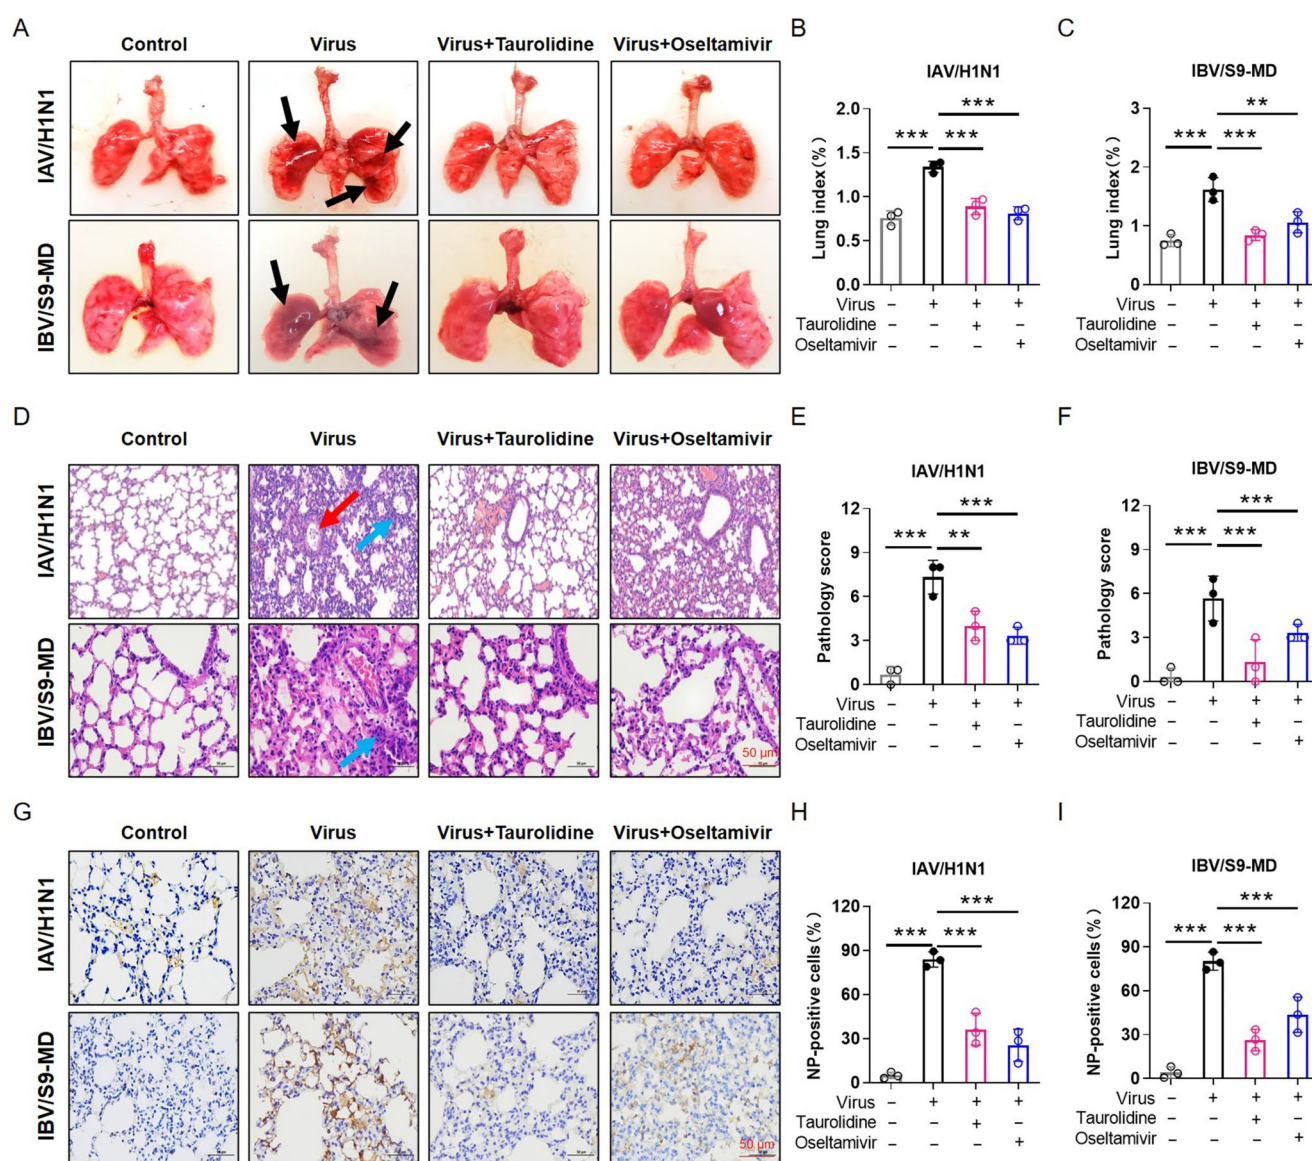 A
Control Virus Virus+Taurolidine Virus+Oseltamivir
IAV/H1N1
IBV/S9-MD
B
IAV/H1N1
Lung index (%)
2.0
1.5
1.0
0.5
0.0
*** *** ***
Virus − + + +
Taurolidine − − + −
Oseltamivir − − − +
C
IBV/S9-MD
Lung index (%)
3
2
1
0
** *** ***
Virus − + + +
Taurolidine − − + −
Oseltamivir − − − +
D
Control Virus Virus+Taurolidine Virus+Oseltamivir
IAV/H1N1
IBV/S9-MD
50 μm
E
IAV/H1N1
Pathology score
12
9
6
3
0
*** *** **
Virus − + + +
Taurolidine − − + −
Oseltamivir − − − +
F
IBV/S9-MD
Pathology score
12
9
6
3
0
*** *** ***
Virus − + + +
Taurolidine − − + −
Oseltamivir − − − +
G
Control Virus Virus+Taurolidine Virus+Oseltamivir
IAV/H1N1
IBV/S9-MD
50 μm
H
IAV/H1N1
NP-positive cells(%)
120
90
60
30
0
*** *** ***
Virus − + + +
Taurolidine − − + −
Oseltamivir − − − +
I
IBV/S9-MD
NP-positive cells(%)
120
90
60
30
0
*** *** ***
Virus − + + +
Taurolidine − − + −
Oseltamivir − − − +